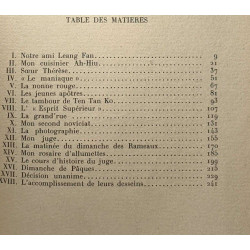 TABLE DES MATIERES
I. Notre ami Leang Fan. 9
II. Mon cuisinier Ah-Hiu. 21
III. Sœur Thérèse. 37
IV. « Le maniaque » 51
V. La nonne rouge 67
VI. Les jeunes apôtres 81
VII. Le tambour de Ten Tan Ko 93
VIII. L' « Esprit Supérieur » 107
IX. La grand'rue 119
X. Mon second noviciat 131
XI. La photographie 143
XII. Mon juge. 155
XIII. La matinée du dimanche des Rameaux 170
XIV. Mon rosaire d'allumettes 185
XV. Le cours d'histoire du juge 199
XVI. Dimanche de Pâques 215
XVII. Décision unanime. 229
XVIII. L'accomplissement de leurs desseins 241